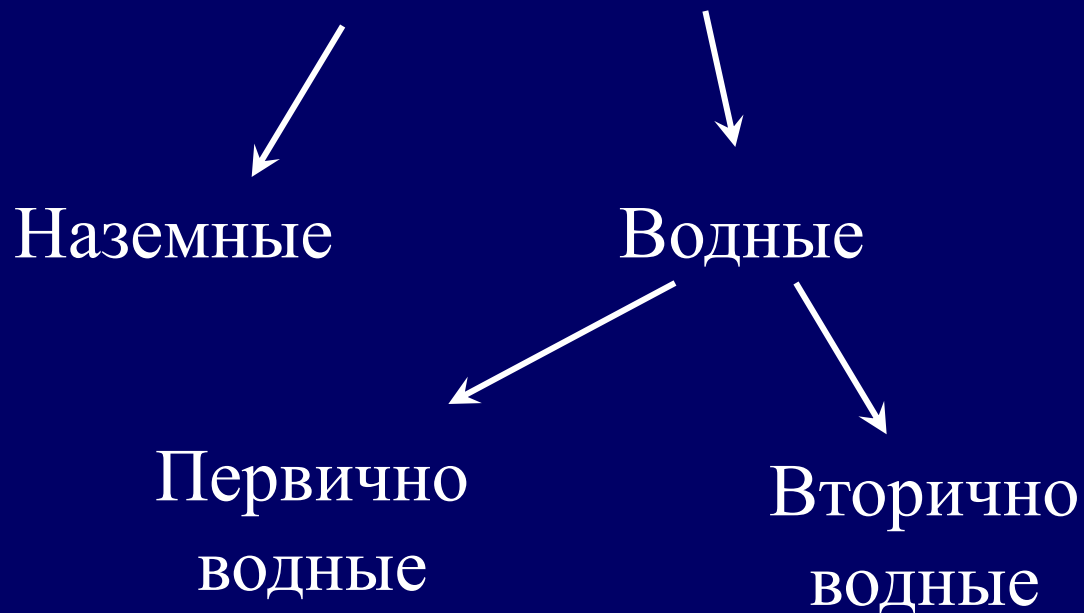 Наземные
Водные
Первично
водные
Вторично
водные